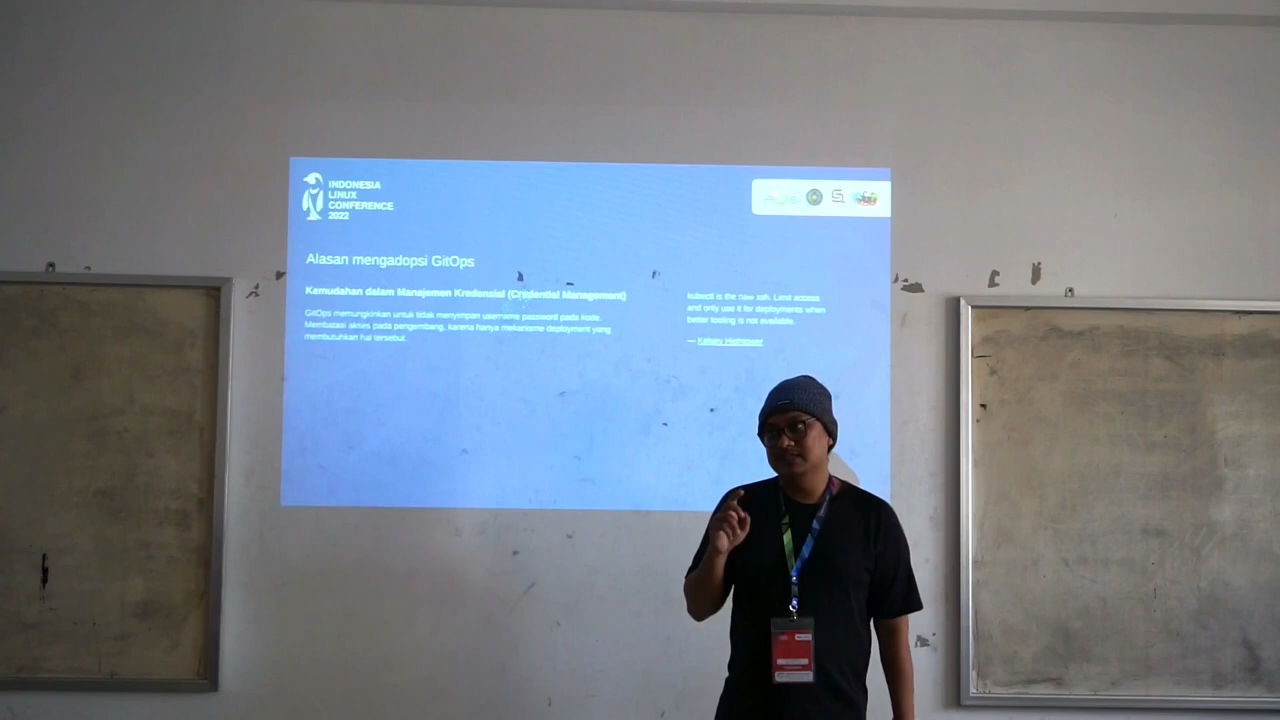 INDONESIA
LINUX
CONFERENCE
2022
Alasan mengadopsi GitOps
Kemudahan dalam Manajemen Kredensial (Credential Management)
GitOps memungkinkan untuk tidak menyimpan username password pada kode.
Membatasi akses pada pengembang, karena hanya mekanisme deployment yang
membutuhkan hal tersebut.
kubectl is the new ssh. Limit access
and only use it for deployments when
better tooling is not available.
— Kelsey Hightower